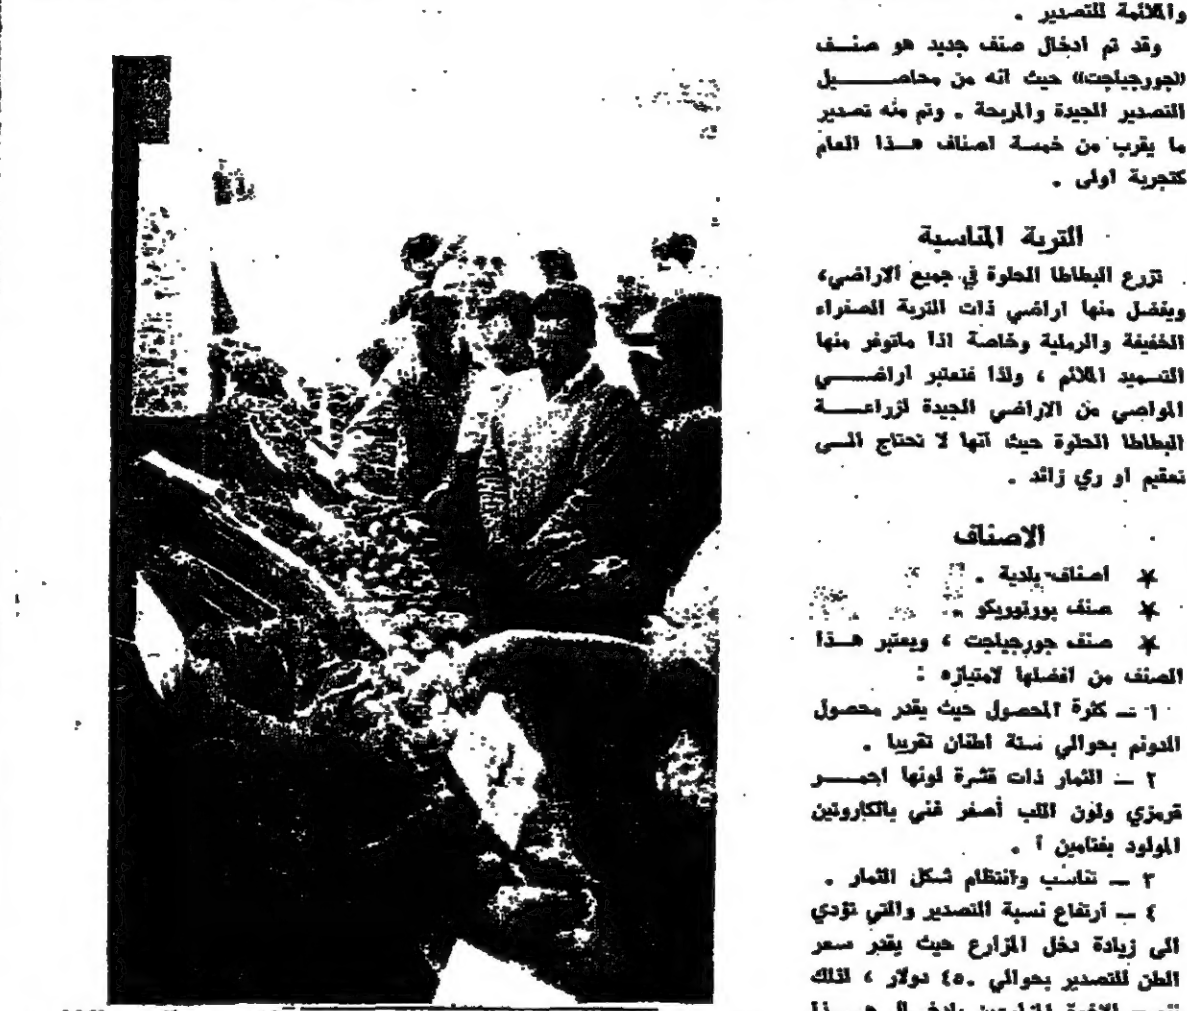 والملائمة للتصدير .
وقد تم ادخال صنف جديد هو صنف
«جورجيلجت» حيث انه من محاصيل
التصدير الجيدة والمربحة . وتم منه تصدير
ما يقرب من خمسة اصناف هذا العام
كتجربة اولى .
التربة المناسبة
تزرع البطاطا الحلوة في جميع الاراضي،
ويفضل منها اراضي ذات التربة الصفراء
الخفيفة والرملية وخاصة اذا ماتوفر منها
التسميد الملائم ، ولذا فتعتبر اراضي
المواصي من الاراضي الجيدة لزراعة
البطاطا الحلوة حيث انها لا تحتاج الى
تعقيم او ري زائد .
الاصناف
★ اصناف بلدية .
★ صنف بورتيريكو
★ صنف جورجيلجت ، ويعتبر هذا
الصنف من افضلها لامتيازه :
١ ــ كثرة المحصول حيث يقدر محصول
الدونم بحوالي ستة اطنان تقريبا .
٢ ــ الثمار ذات قشرة لونها احمر
قرمزي ولون اللب أصفر غني بالكاروتين
المولود بفتامين أ .
٣ ــ تناسب وانتظام شكل الثمار .
٤ ــ ارتفاع نسبة التصدير والتي تؤدي
الى زيادة دخل المزارع حيث يقدر سعر
الطن للتصدير بحوالي ٤٥٠ دولار ، لذلك